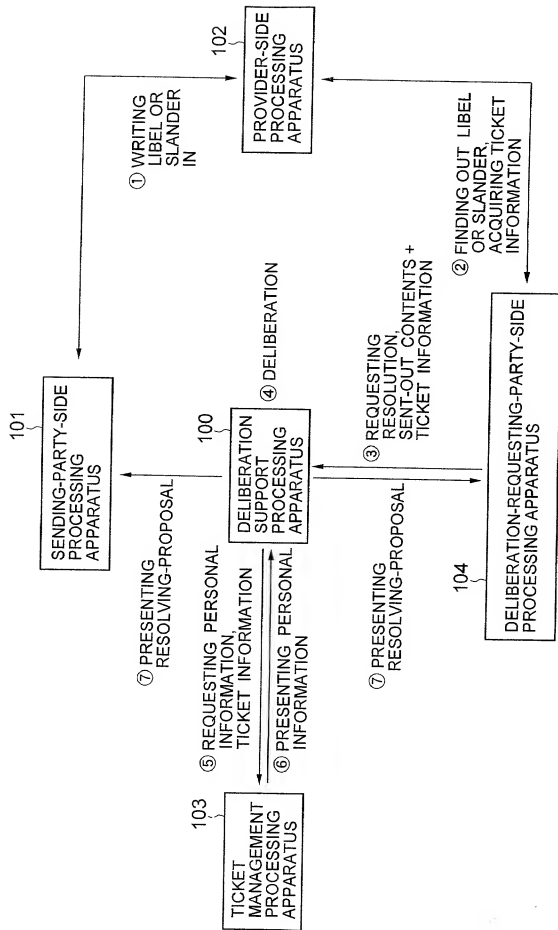 101
SENDING-PARTY-SIDE
PROCESSING
APPARATUS
① WRITING
LIBEL OR
SLANDER
IN
102
PROVIDER-SIDE
PROCESSING
APPARATUS
⑦ PRESENTING
RESOLVING-PROPOSAL
④ DELIBERATION
100
DELIBERATION
SUPPORT
PROCESSING
APPARATUS
⑤ REQUESTING PERSONAL
INFORMATION,
TICKET INFORMATION
⑥ PRESENTING PERSONAL
INFORMATION
103
TICKET
MANAGEMENT
PROCESSING
APPARATUS
③ REQUESTING
RESOLUTION,
SENT-OUT CONTENTS +
TICKET INFORMATION
⑦ PRESENTING
RESOLVING-PROPOSAL
② FINDING OUT LIBEL
OR SLANDER,
ACQUIRING TICKET
INFORMATION
104
DELIBERATION-REQUESTING-PARTY-SIDE
PROCESSING APPARATUS